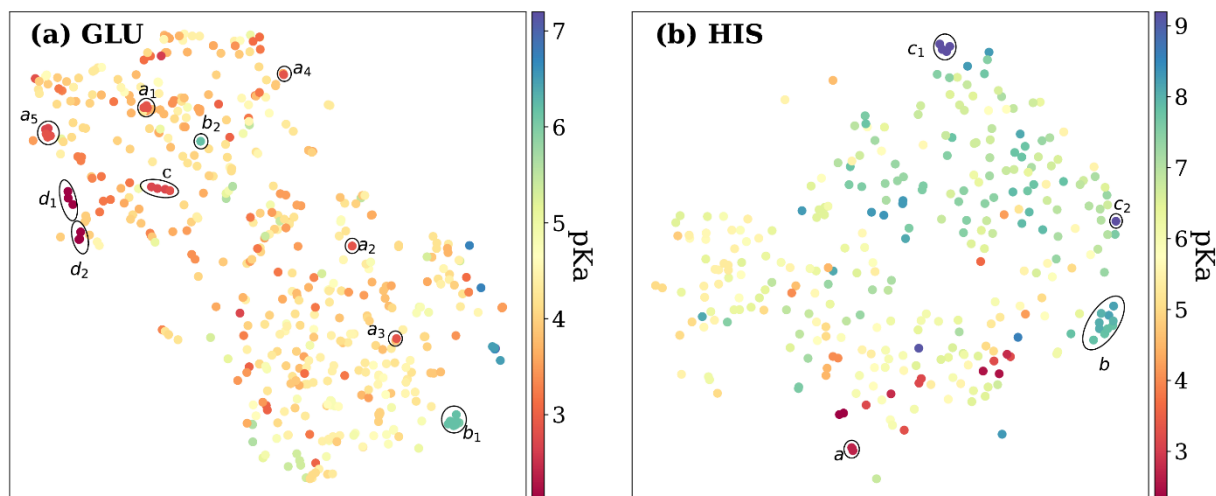 (a) GLU
a₁
a₄
a₅
b₂
c
d₁
d₂
a₂
a₃
b₁
7
6
5
4
3
pKa
(b) HIS
c₁
c₂
b
a
9
8
7
6
5
4
3
pKa